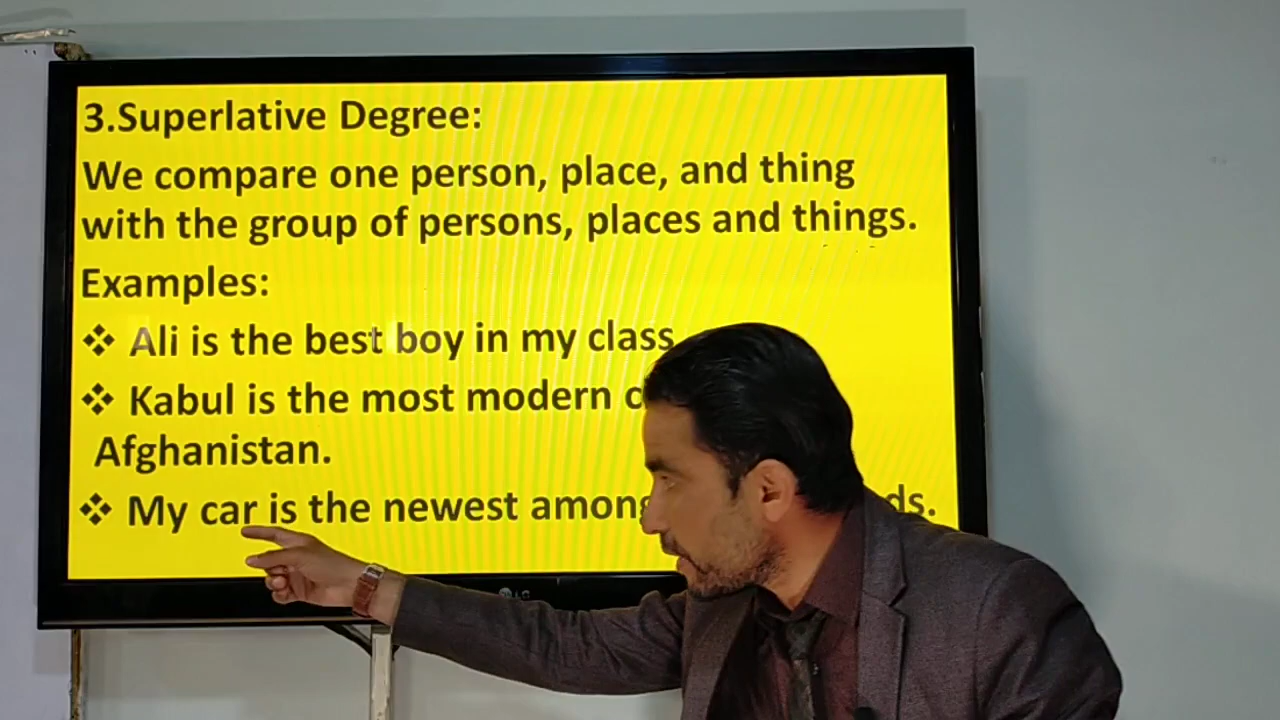 3.Superlative Degree:
We compare one person, place, and thing
with the group of persons, places and things.
Examples:
❖ Ali is the best boy in my class
❖ Kabul is the most modern
Afghanistan.
❖ My car is the newest among
LG